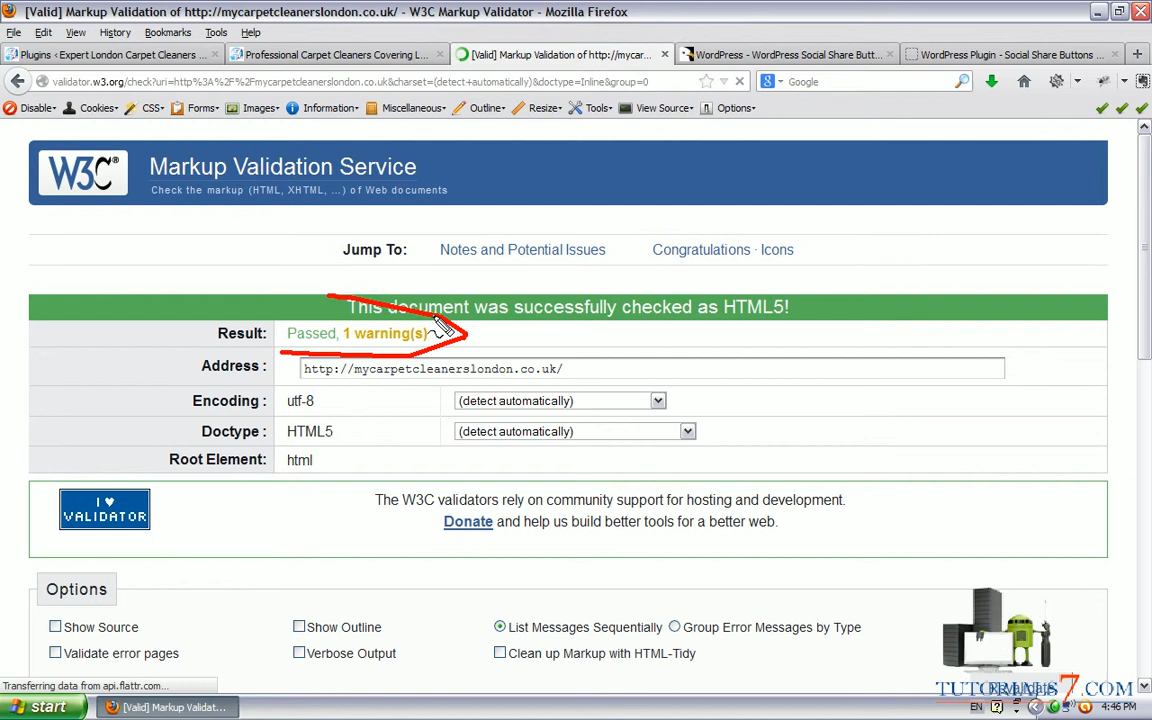 [Valid] Markup Validation of http://mycarpetcleanerslondon.co.uk/ - W3C Markup Validator - Mozilla Firefox
File Edit View History Bookmarks Tools Help
Plugins ‹ Expert London Carpet Cleaners ... Professional Carpet Cleaners Covering L... [Valid] Markup Validation of http://mycar... WordPress - WordPress Social Share Butt... WordPress Plugin - Social Share Buttons ...
validator.w3.org/check?uri=http%3A%2F%2Fmycarpetcleanerslondon.co.uk&charset=(detect+automatically)&doctype=Inline&group=0 Google
Disable Cookies CSS Forms Images Information Miscellaneous Outline Resize Tools View Source Options
W3C® Markup Validation Service
Check the markup (HTML, XHTML, ...) of Web documents
Jump To: Notes and Potential Issues Congratulations · Icons
This document was successfully checked as HTML5!
Result: Passed, 1 warning(s)
Address : http://mycarpetcleanerslondon.co.uk/
Encoding : utf-8 (detect automatically)
Doctype : HTML5 (detect automatically)
Root Element: html
I ♥
VALIDATOR
The W3C validators rely on community support for hosting and development.
Donate and help us build better tools for a better web.
Options
Show Source Show Outline List Messages Sequentially Group Error Messages by Type
Validate error pages Verbose Output Clean up Markup with HTML-Tidy
Transferring data from api.flattr.com...
TUTORIALS7.COM
start [Valid] Markup Validat... EN 4:46 PM